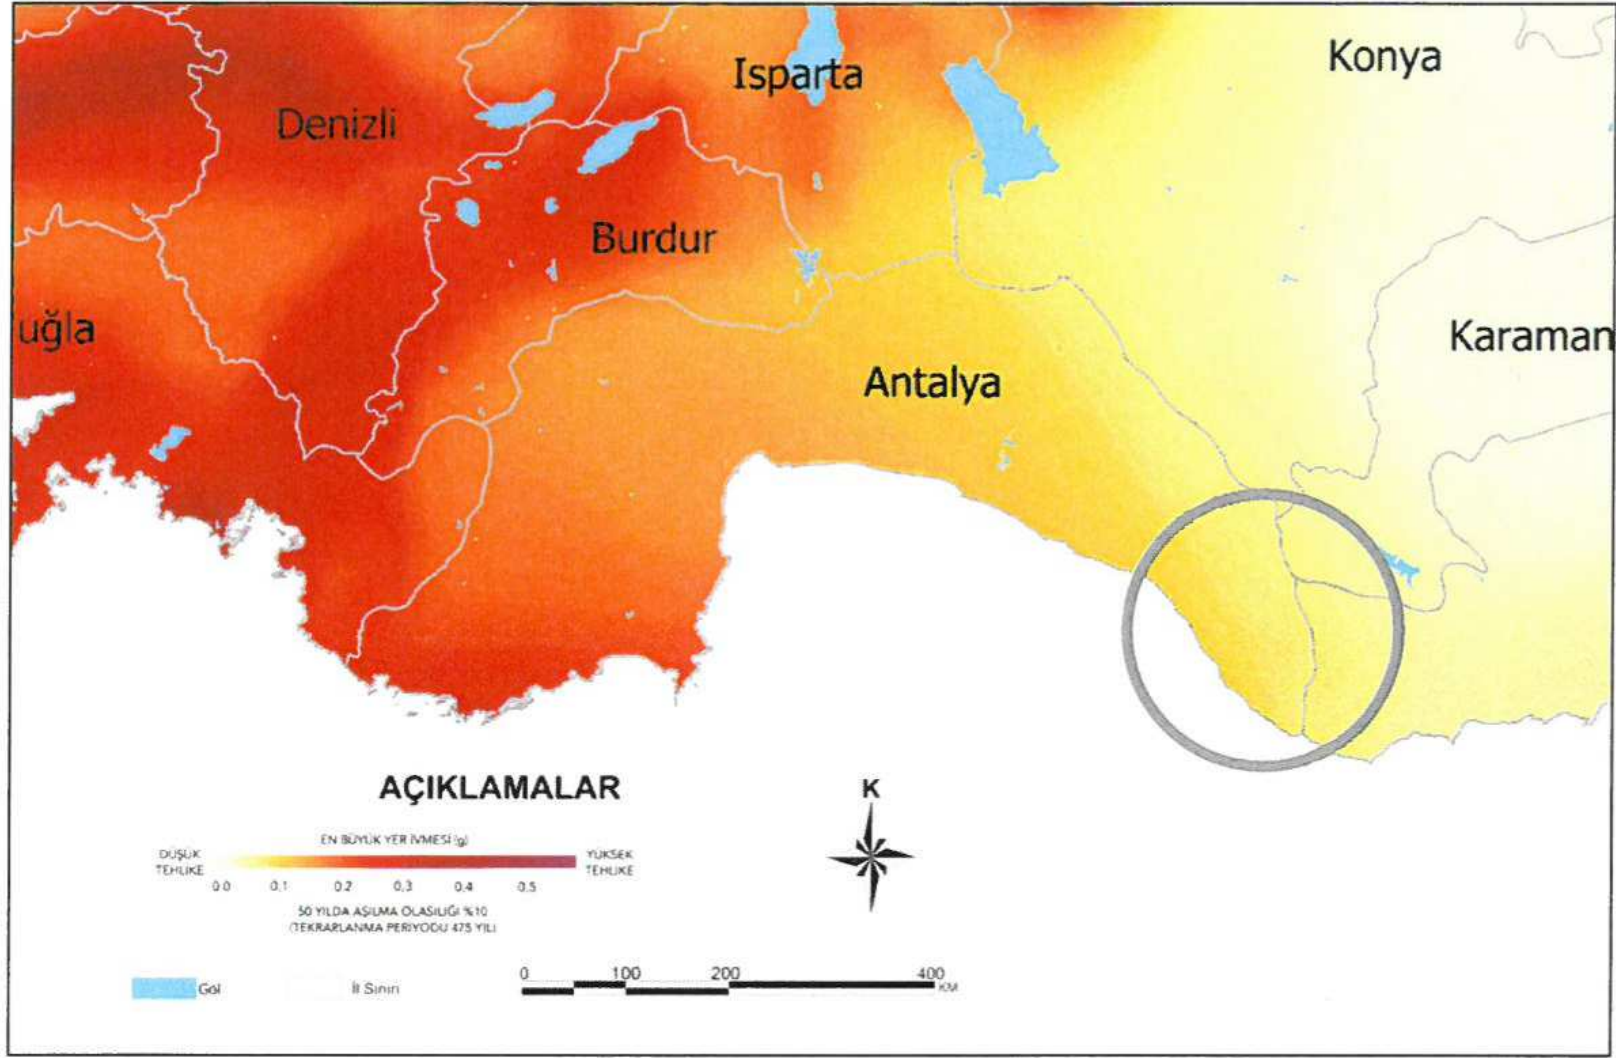 Konya
Isparta
Denizli
Burdur
uğla
Karaman
Antalya
AÇIKLAMALAR
K
EN BÜYÜK YER İVMESİ (g)
DÜŞÜK
TEHLİKE
YÜKSEK
TEHLİKE
0.0 0.1 0.2 0.3 0.4 0.5
50 YILDA AŞILMA OLASILIĞI %10
(TEKRARLANMA PERİYODU 475 YIL)
0 100 200 400
KM
Göl
İl Sınırı